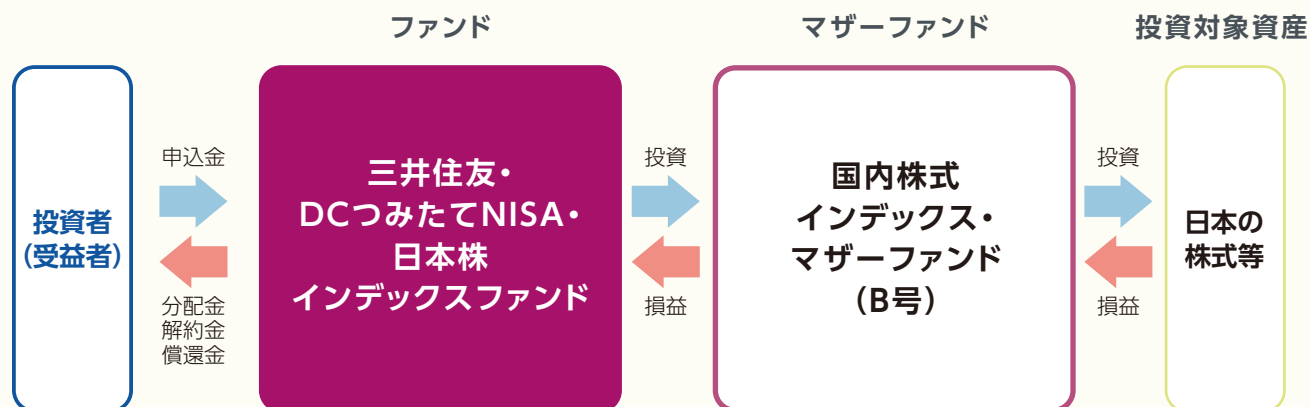 ファンド
マザーファンド
投資対象資産
投資者
(受益者)
申込金
分配金
解約金
償還金
三井住友・
DCつみたてNISA・
日本株
インデックスファンド
投資
損益
国内株式
インデックス・
マザーファンド
(B号)
投資
損益
日本の
株式等